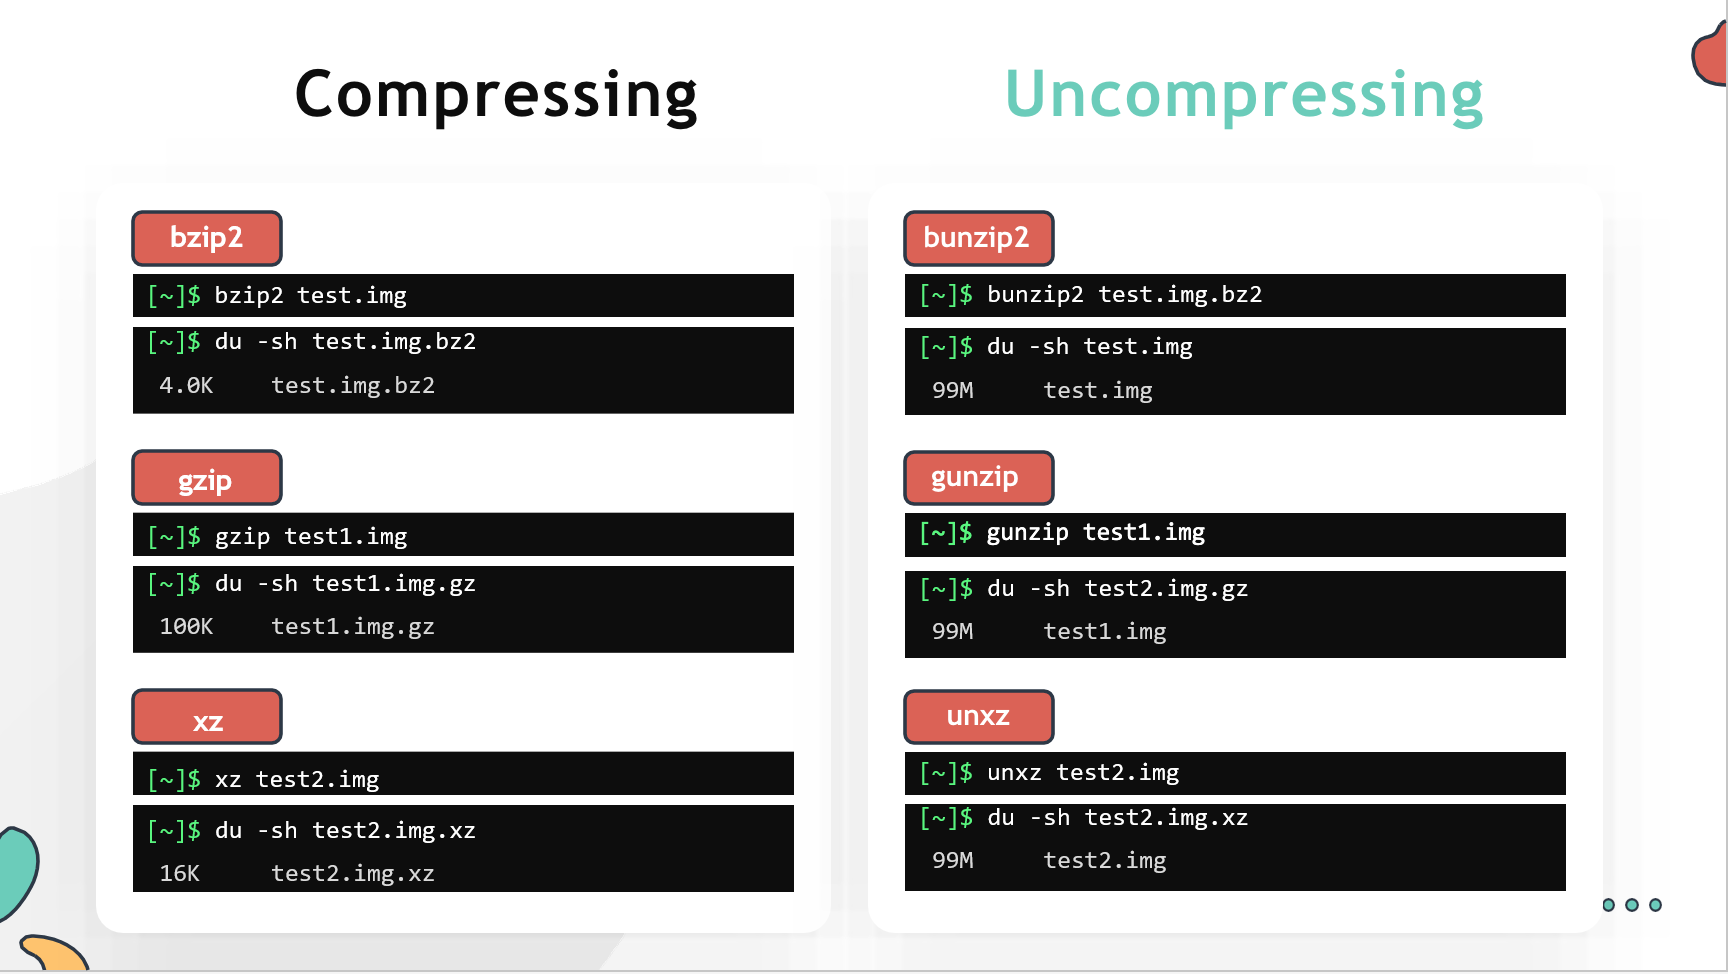 Compressing
bzip2
[~]$ bzip2 test.img
[~]$ du -sh test.img.bz2
4.0K test.img.bz2
gzip
[~]$ gzip test1.img
[~]$ du -sh test1.img.gz
100K test1.img.gz
xz
[~]$ xz test2.img
[~]$ du -sh test2.img.xz
16K test2.img.xz
Uncompressing
bunzip2
[~]$ bunzip2 test.img.bz2
[~]$ du -sh test.img
99M test.img
gunzip
[~]$ gunzip test1.img
[~]$ du -sh test2.img.gz
99M test1.img
unxz
[~]$ unxz test2.img
[~]$ du -sh test2.img.xz
99M test2.img